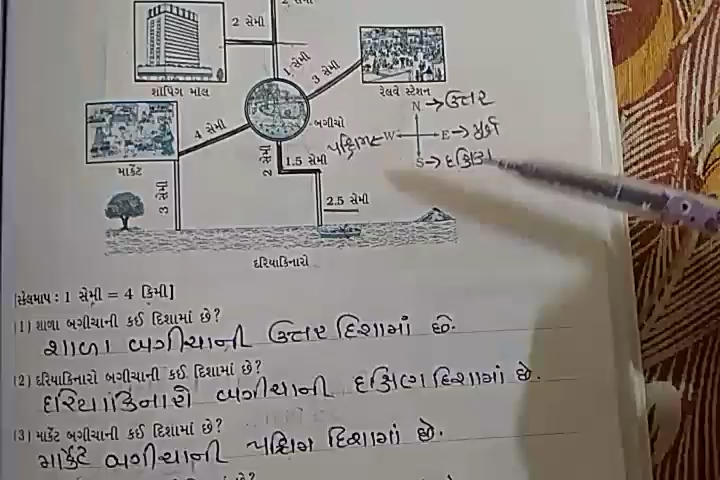 2 સેમી
2 સેમી
1 સેમી
3 સેમી
શોપિંગ મોલ
રેલવે સ્ટેશન
N → ઉત્તર
4 સેમી
બગીચો
પશ્ચિમ ← W
E → પૂર્વ
2 સેમી
1.5 સેમી
S → દક્ષિણ
માર્કેટ
3 સેમી
2.5 સેમી
દરિયાકિનારો
[સ્કેલમાપ : 1 સેમી = 4 કિમી]
(1) શાળા બગીચાની કઈ દિશામાં છે?
શાળા બગીચાની ઉત્તર દિશામાં છે.
(2) દરિયાકિનારો બગીચાની કઈ દિશામાં છે?
દરિયાકિનારો બગીચાની દક્ષિણ દિશામાં છે.
(3) માર્કેટ બગીચાની કઈ દિશામાં છે?
માર્કેટ બગીચાની પશ્ચિમ દિશામાં છે.